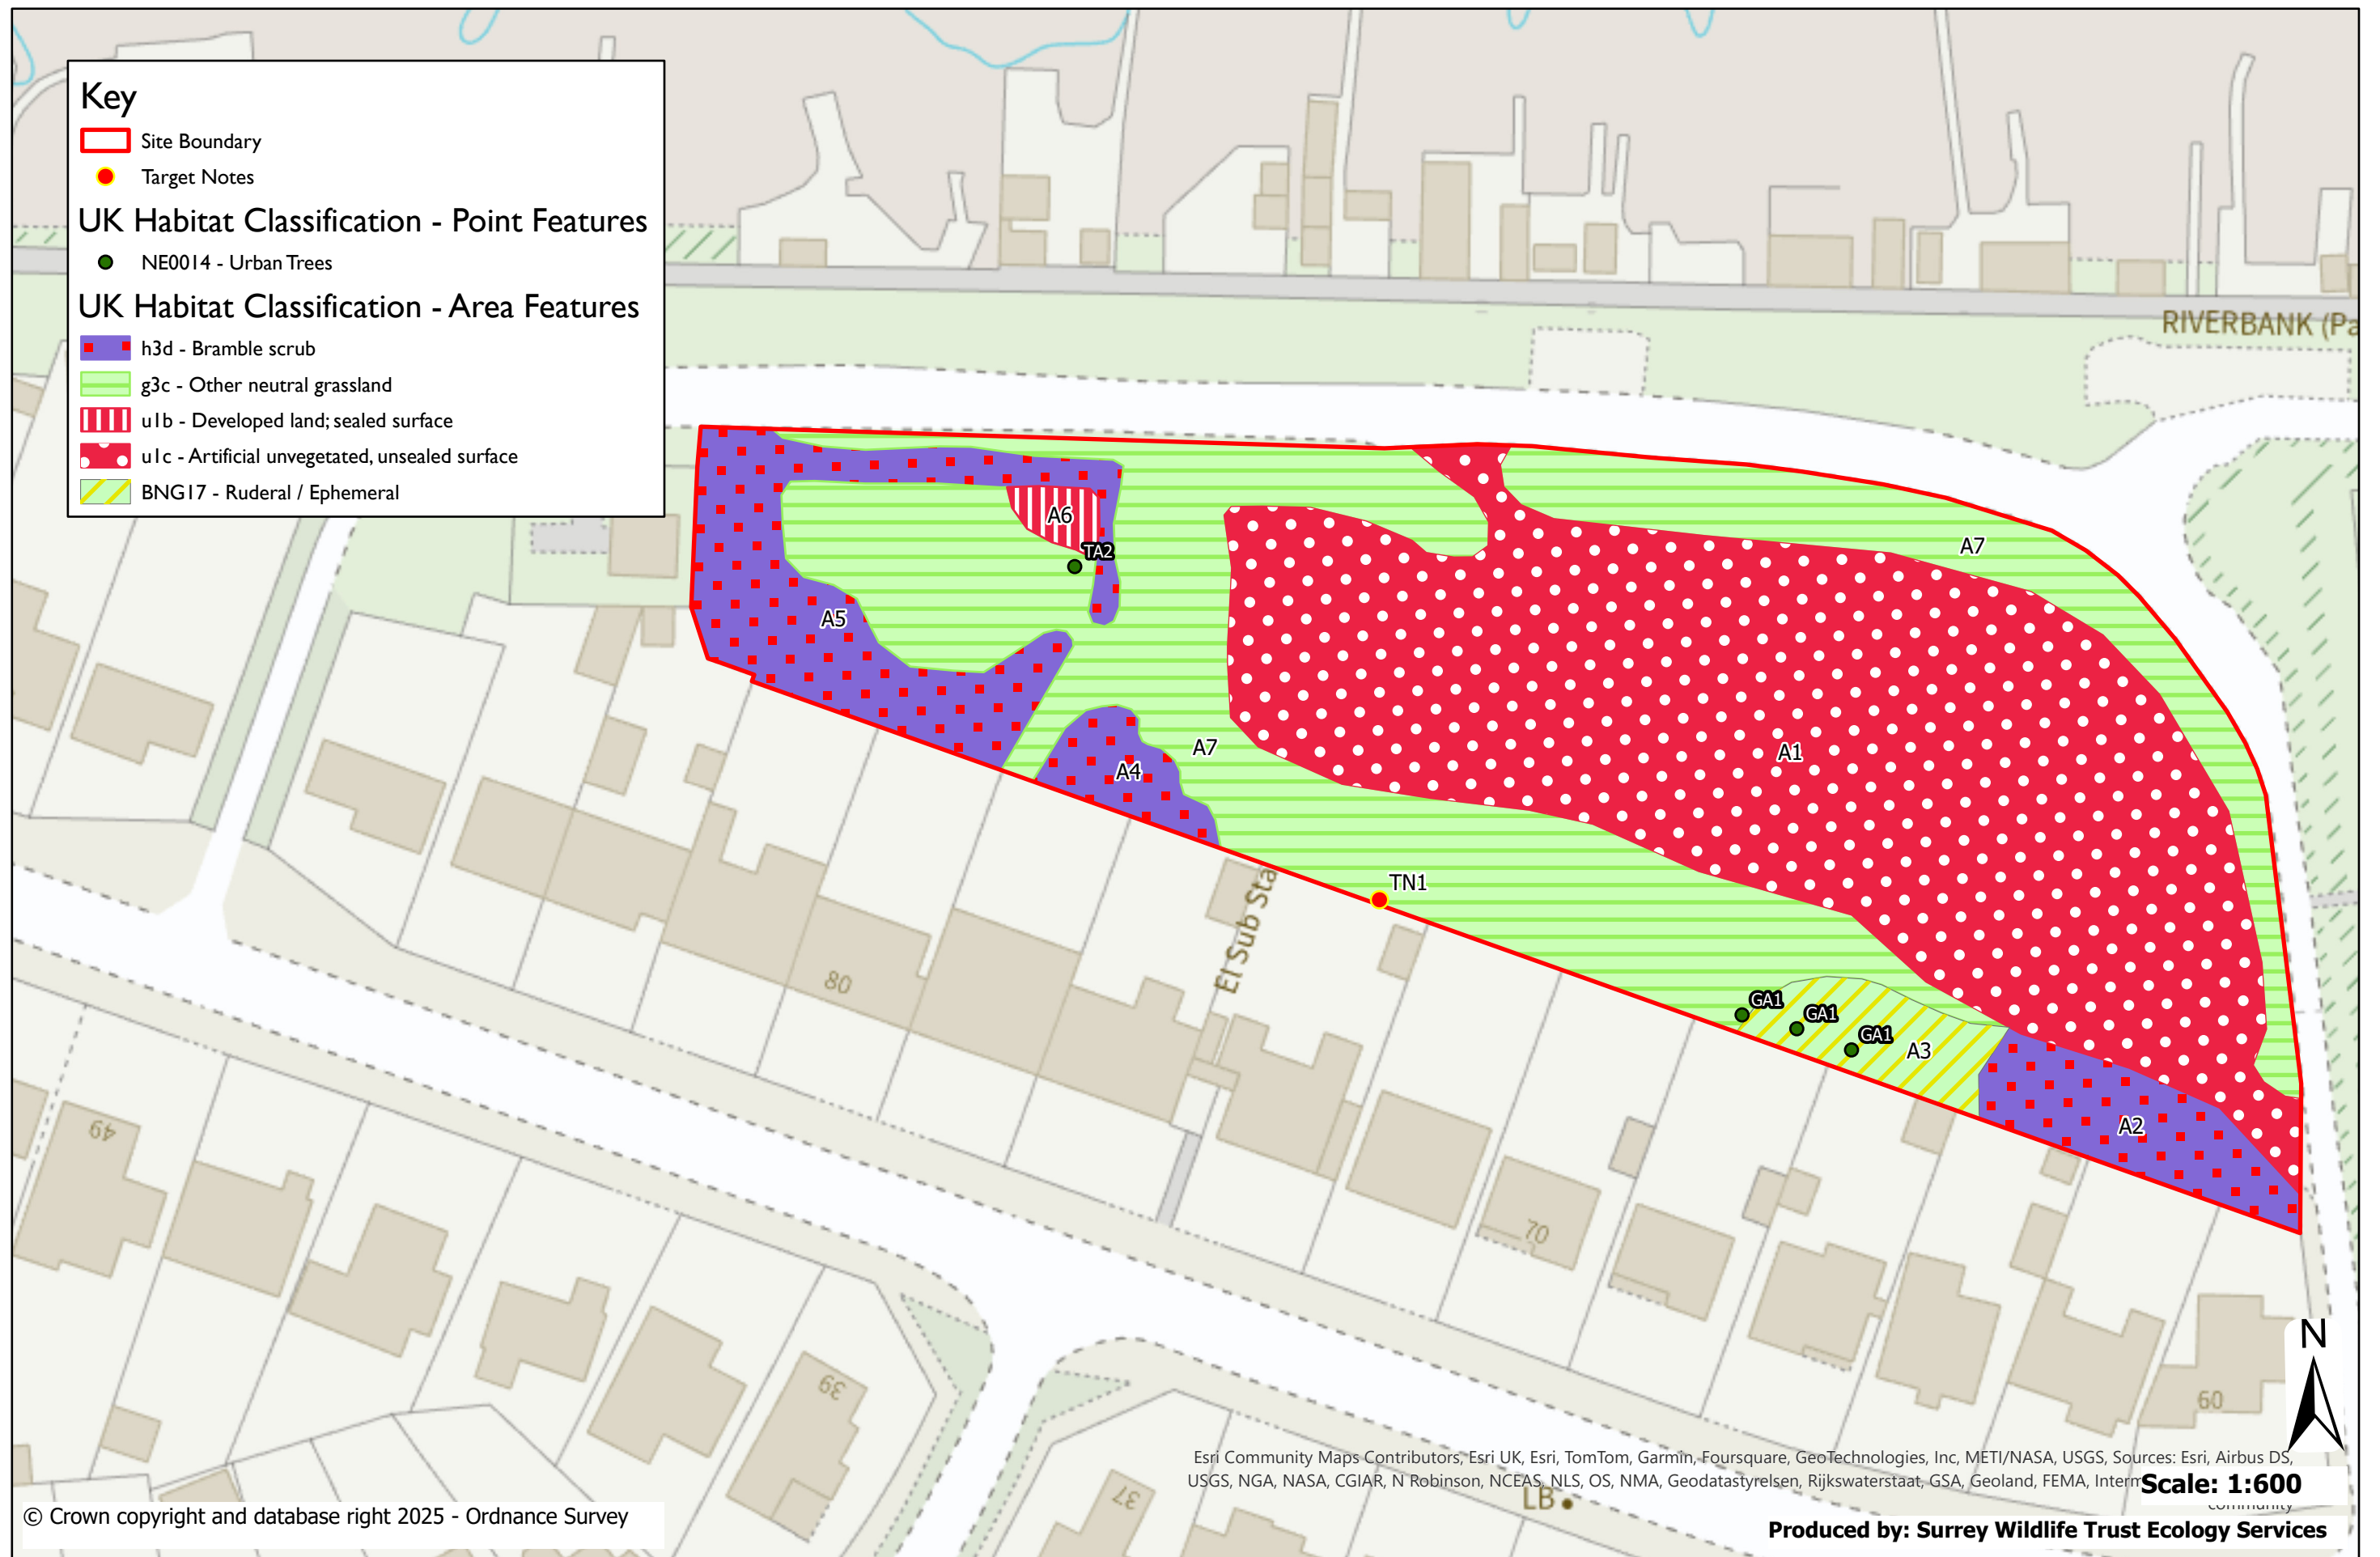 Key
Site Boundary
Target Notes
UK Habitat Classification - Point Features
NE0014 - Urban Trees
UK Habitat Classification - Area Features
h3d - Bramble scrub
g3c - Other neutral grassland
u1b - Developed land; sealed surface
u1c - Artificial unvegetated, unsealed surface
BNG17 - Ruderal / Ephemeral
RIVERBANK (Pa
A6
TA2
A7
A5
A7
A1
A4
TN1
El Sub Sta
80
GA1
GA1
GA1
A3
A2
49
70
39
60
37
LB
N
Esri Community Maps Contributors, Esri UK, Esri, TomTom, Garmin, Foursquare, GeoTechnologies, Inc, METI/NASA, USGS, Sources: Esri, Airbus DS,
USGS, NGA, NASA, CGIAR, N Robinson, NCEAS, NLS, OS, NMA, Geodatastyrelsen, Rijkswaterstaat, GSA, Geoland, FEMA, Interm
community
Scale: 1:600
© Crown copyright and database right 2025 - Ordnance Survey
Produced by: Surrey Wildlife Trust Ecology Services